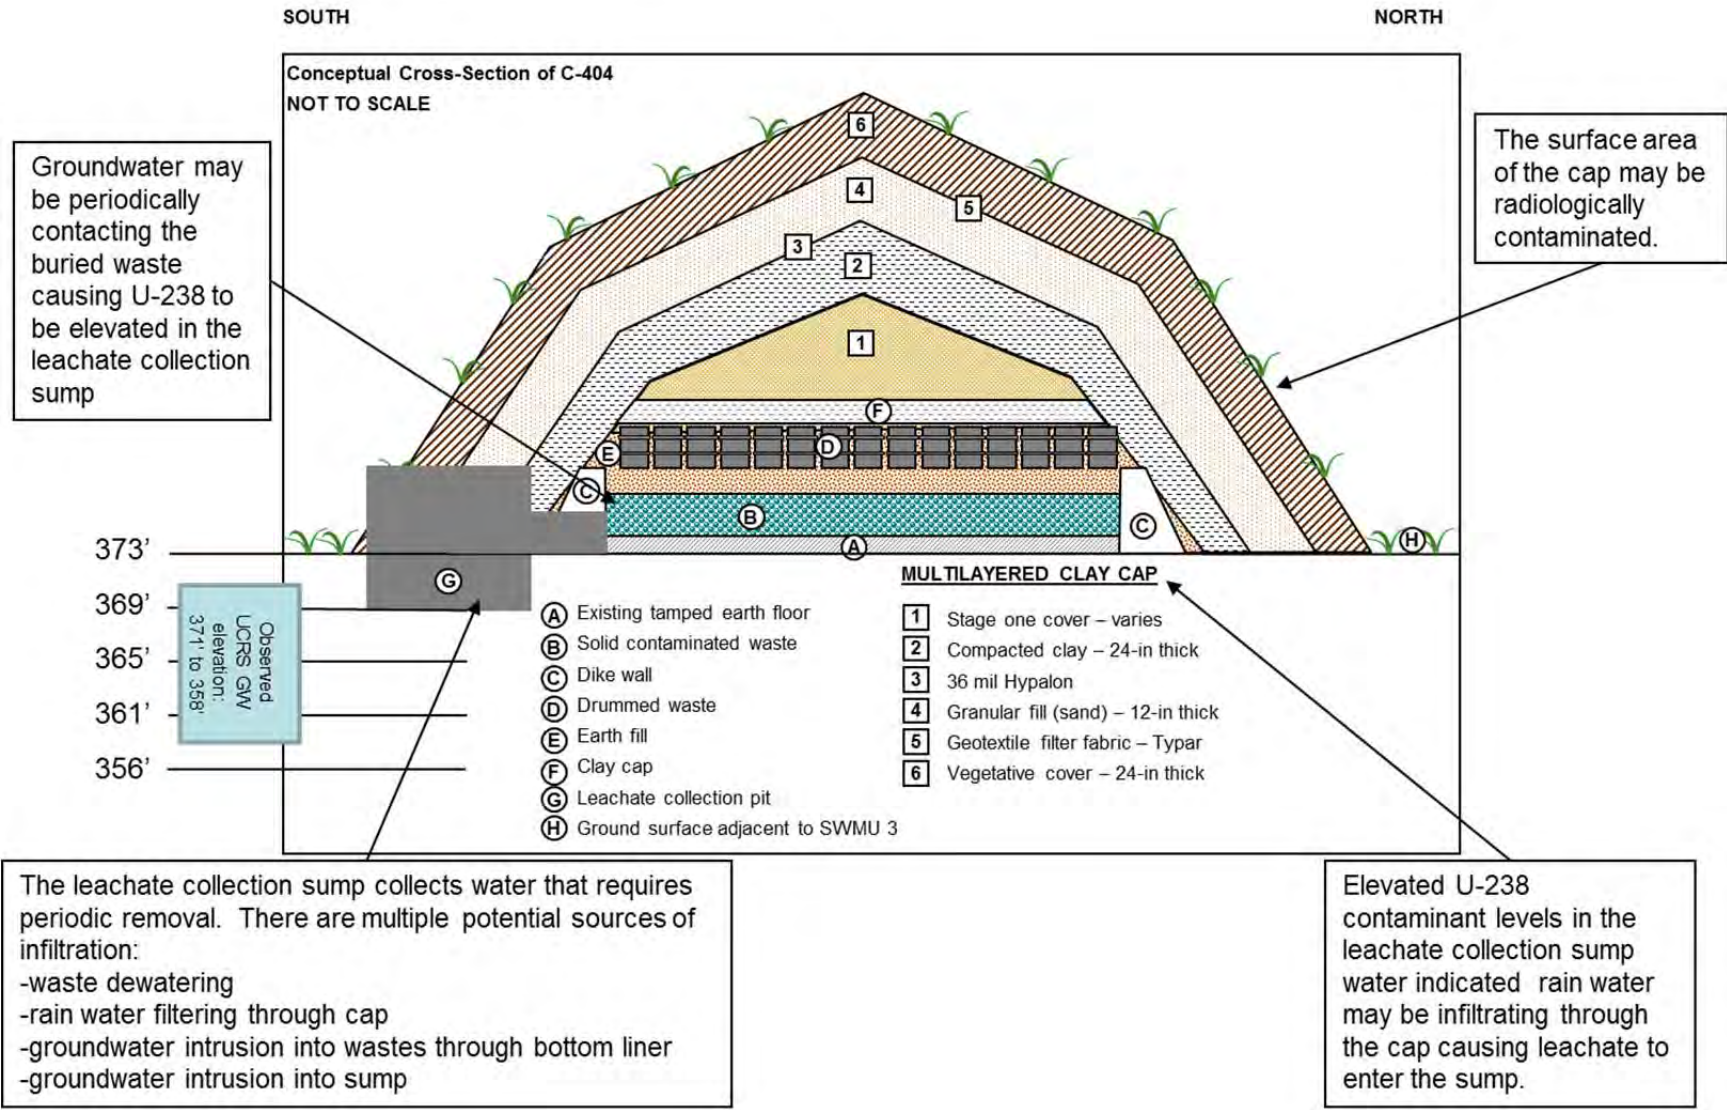 SOUTH
NORTH
Conceptual Cross-Section of C-404
NOT TO SCALE
Groundwater may
be periodically
contacting the
buried waste
causing U-238 to
be elevated in the
leachate collection
sump
The surface area
of the cap may be
radiologically
contaminated.
6
4
5
3
2
1
F
D
E
C
B
C
A
H
G
373'
369'
365'
361'
356'
Observed
UCRS GW
elevation:
371' to 358'
A Existing tamped earth floor
B Solid contaminated waste
C Dike wall
D Drummed waste
E Earth fill
F Clay cap
G Leachate collection pit
H Ground surface adjacent to SWMU 3
MULTILAYERED CLAY CAP
1 Stage one cover – varies
2 Compacted clay – 24-in thick
3 36 mil Hypalon
4 Granular fill (sand) – 12-in thick
5 Geotextile filter fabric – Typar
6 Vegetative cover – 24-in thick
The leachate collection sump collects water that requires
periodic removal. There are multiple potential sources of
infiltration:
-waste dewatering
-rain water filtering through cap
-groundwater intrusion into wastes through bottom liner
-groundwater intrusion into sump
Elevated U-238
contaminant levels in the
leachate collection sump
water indicated rain water
may be infiltrating through
the cap causing leachate to
enter the sump.